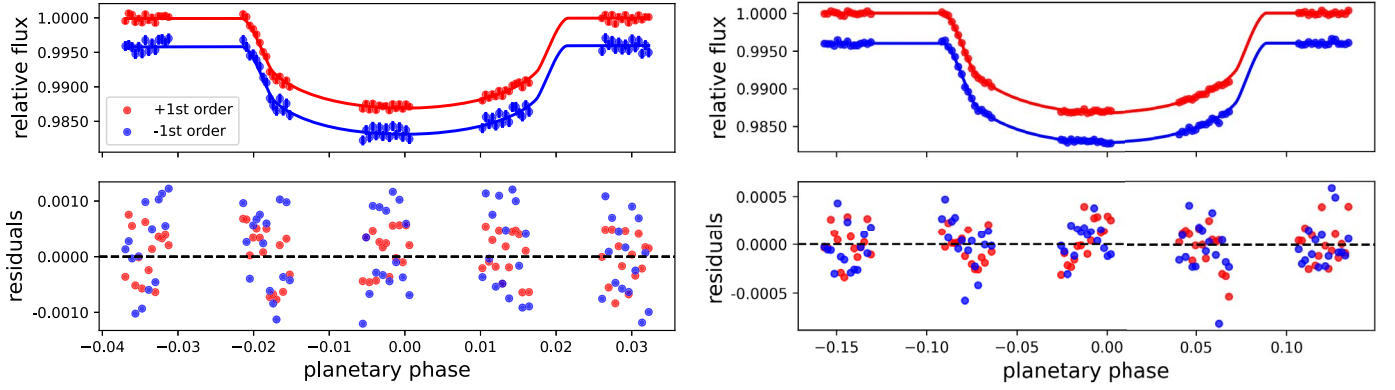 relative flux
1.0000
0.9950
0.9900
0.9850
+1st order
-1st order
residuals
0.0010
0.0000
-0.0010
−0.04 −0.03 −0.02 −0.01 0.00 0.01 0.02 0.03
planetary phase
relative flux
1.0000
0.9950
0.9900
0.9850
residuals
0.0005
0.0000
−0.0005
−0.15 −0.10 −0.05 0.00 0.05 0.10
planetary phase